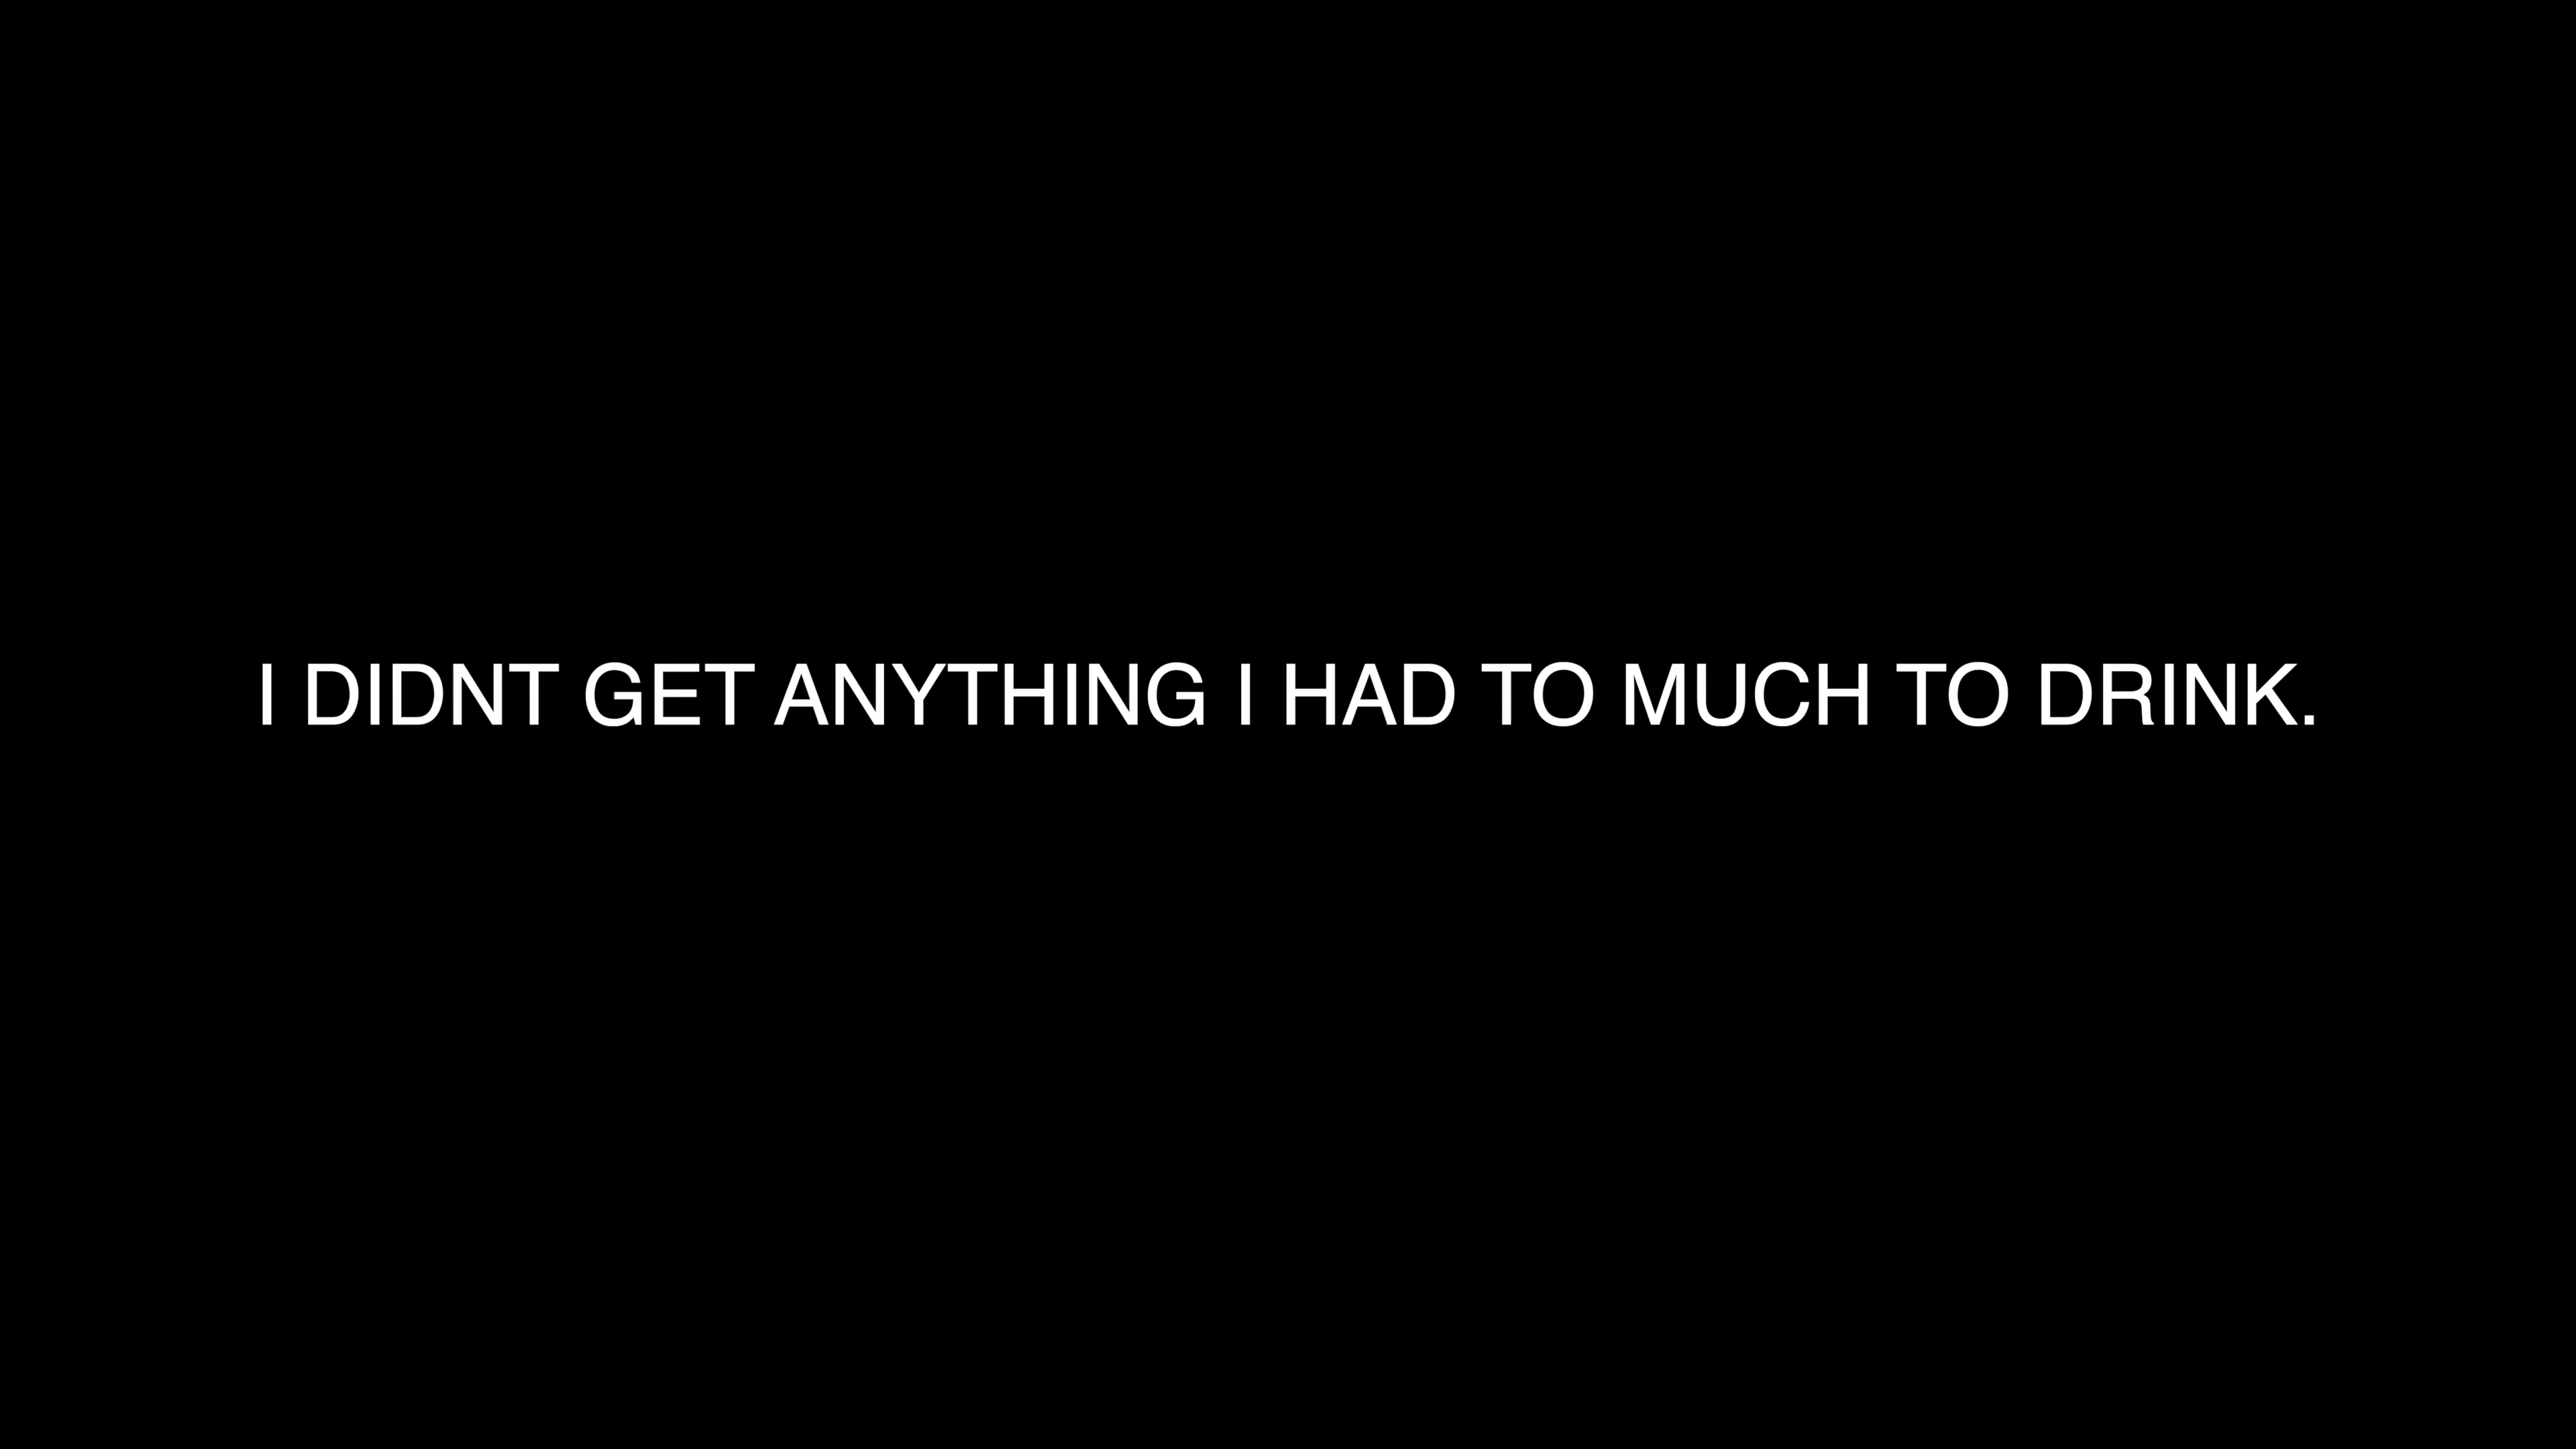 I DIDNT GET ANYTHING I HAD TO MUCH TO DRINK.